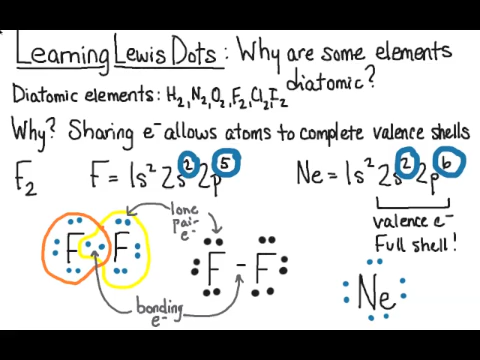 Learning Lewis Dots: Why are some elements
diatomic?
Diatomic elements: H₂, N₂, O₂, F₂, Cl₂, I₂
Why? Sharing e⁻ allows atoms to complete valence shells
F₂ F = 1s² 2s² 2p⁵ Ne = 1s² 2s² 2p⁶
valence e⁻
Full shell!
lone
pair
e⁻
F F
F - F
bonding
e⁻
Ne